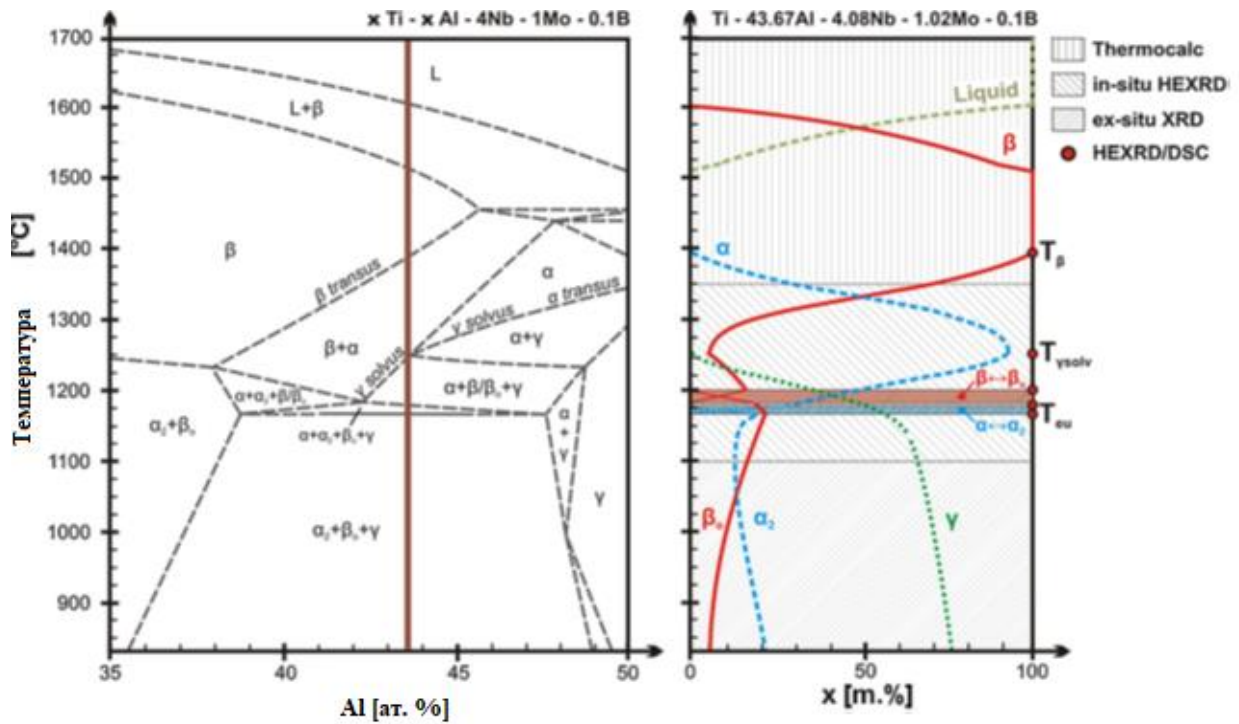 x Ti - x Al - 4Nb - 1Mo - 0.1B
1700
1600
1500
1400
1300
1200
1100
1000
900
[°C]
Температура
L
L+β
β
β transus
γ solvus
α
α transus
γ solvus
β+α
α+γ
α+α₂+β/β₀
α+β/β₀+γ
α₂+β₀
α+α₂+β₀+γ
α
+
γ
γ
α₂+β₀+γ
35
40
45
50
Al [ат. %]
Ti - 43.67Al - 4.08Nb - 1.02Mo - 0.1B
Liquid
β
α
Tβ
Tγsolv
β↔β₀
Teu
α↔α₂
β₀
α₂
γ
0
50
100
x [m.%]
Thermocalc
in-situ HEXRD
ex-situ XRD
HEXRD/DSC